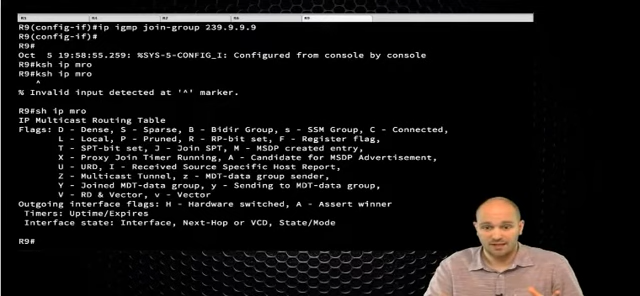 R9(config-if)#ip igmp join-group 239.9.9.9
R9(config-if)#
R9#
Oct  5 19:58:55.259: %SYS-5-CONFIG_I: Configured from console by console
R9#ksh ip mro
R9#ksh ip mro
^
% Invalid input detected at '^' marker.
R9#sh ip mro
IP Multicast Routing Table
Flags: D - Dense, S - Sparse, B - Bidir Group, s - SSM Group, C - Connected,
L - Local, P - Pruned, R - RP-bit set, F - Register flag,
T - SPT-bit set, J - Join SPT, M - MSDP created entry,
X - Proxy Join Timer Running, A - Candidate for MSDP Advertisement,
U - URD, I - Received Source Specific Host Report,
Z - Multicast Tunnel, z - MDT-data group sender,
Y - Joined MDT-data group, y - Sending to MDT-data group,
V - RD & Vector, v - Vector
Outgoing interface flags: H - Hardware switched, A - Assert winner
Timers: Uptime/Expires
Interface state: Interface, Next-Hop or VCD, State/Mode
R9#